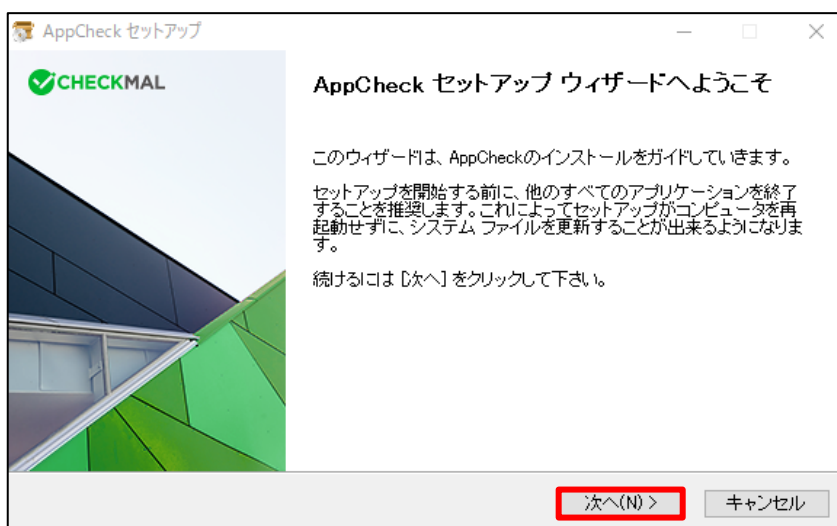 AppCheck セットアップ
CHECKMAL
AppCheck セットアップ ウィザードへようこそ
このウィザードは、AppCheckのインストールをガイドしていきます。
セットアップを開始する前に、他のすべてのアプリケーションを終了
することを推奨します。これによってセットアップがコンピュータを再
起動せずに、システム ファイルを更新することが出来るようになりま
す。
続けるには [次へ] をクリックして下さい。
次へ(N) >
キャンセル